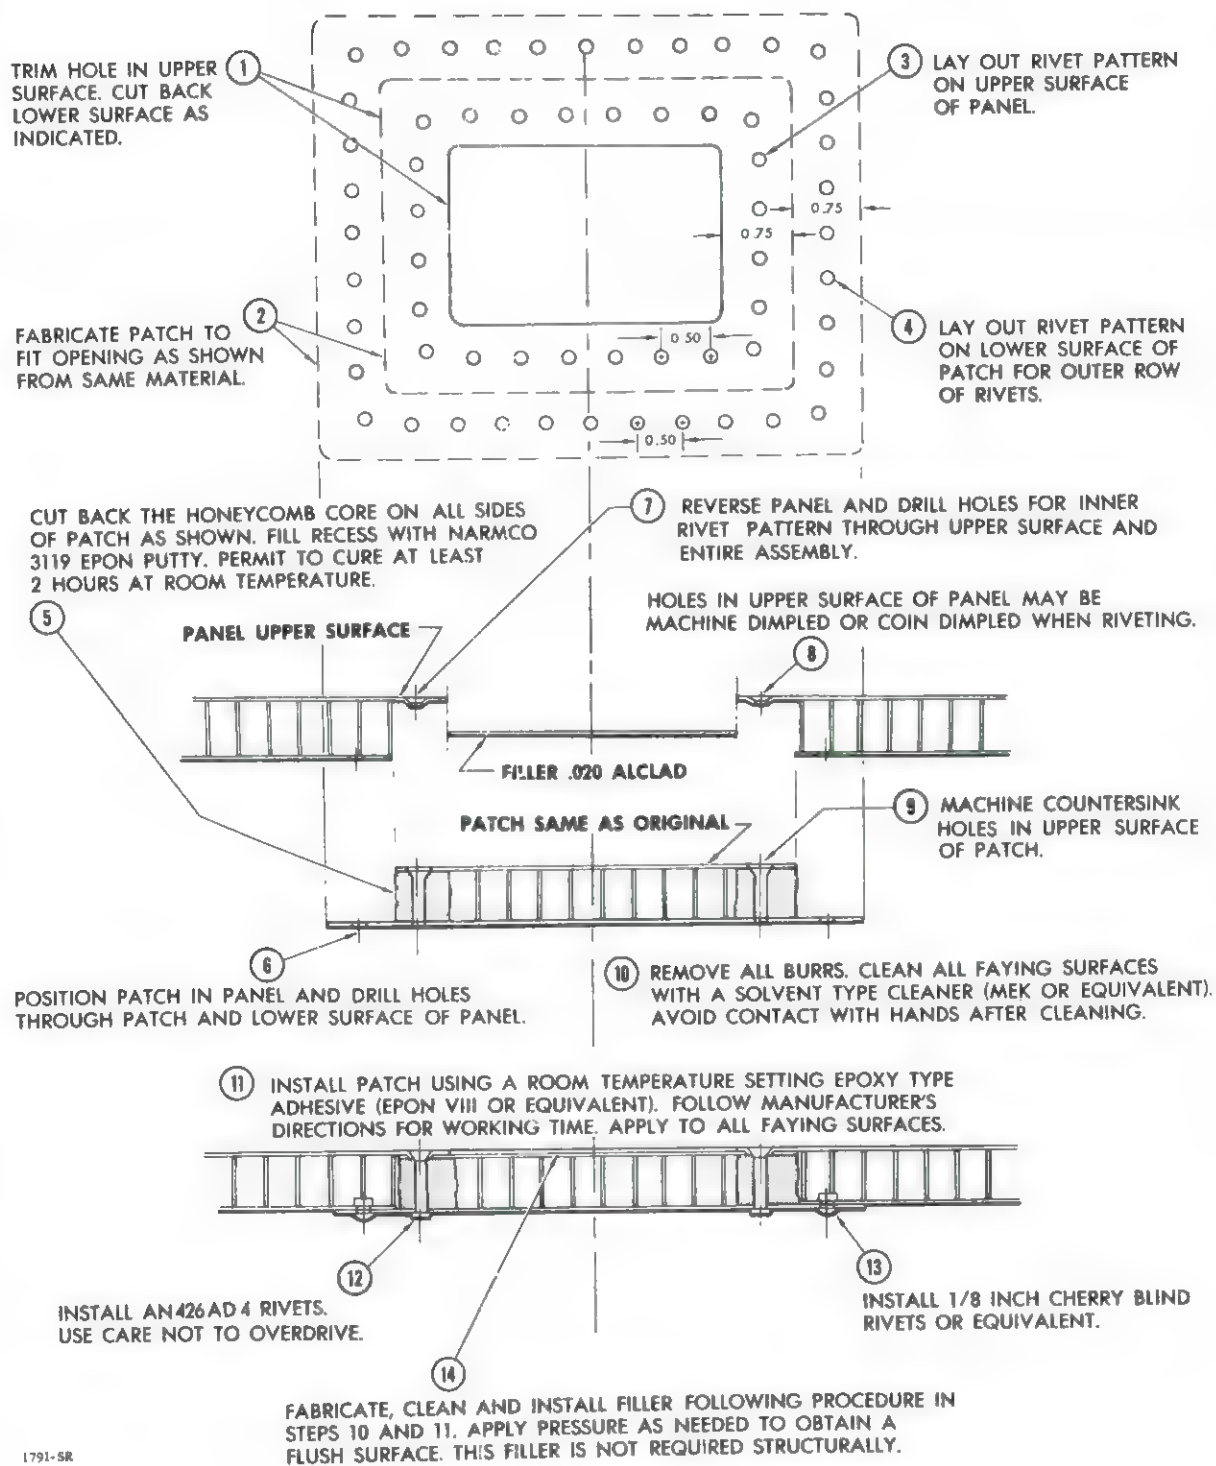 1
TRIM HOLE IN UPPER
SURFACE. CUT BACK
LOWER SURFACE AS
INDICATED.
3
LAY OUT RIVET PATTERN
ON UPPER SURFACE
OF PANEL.
0.75
0.75
2
FABRICATE PATCH TO
FIT OPENING AS SHOWN
FROM SAME MATERIAL.
0.50
4
LAY OUT RIVET PATTERN
ON LOWER SURFACE OF
PATCH FOR OUTER ROW
OF RIVETS.
0.50
CUT BACK THE HONEYCOMB CORE ON ALL SIDES
OF PATCH AS SHOWN. FILL RECESS WITH NARMCO
3119 EPON PUTTY. PERMIT TO CURE AT LEAST
2 HOURS AT ROOM TEMPERATURE.
5
7
REVERSE PANEL AND DRILL HOLES FOR INNER
RIVET PATTERN THROUGH UPPER SURFACE AND
ENTIRE ASSEMBLY.
HOLES IN UPPER SURFACE OF PANEL MAY BE
MACHINE DIMPLED OR COIN DIMPLED WHEN RIVETING.
8
PANEL UPPER SURFACE
FILLER .020 ALCLAD
PATCH SAME AS ORIGINAL
9
MACHINE COUNTERSINK
HOLES IN UPPER SURFACE
OF PATCH.
6
POSITION PATCH IN PANEL AND DRILL HOLES
THROUGH PATCH AND LOWER SURFACE OF PANEL.
10
REMOVE ALL BURRS. CLEAN ALL FAYING SURFACES
WITH A SOLVENT TYPE CLEANER (MEK OR EQUIVALENT).
AVOID CONTACT WITH HANDS AFTER CLEANING.
11
INSTALL PATCH USING A ROOM TEMPERATURE SETTING EPOXY TYPE
ADHESIVE (EPON VIII OR EQUIVALENT). FOLLOW MANUFACTURER'S
DIRECTIONS FOR WORKING TIME. APPLY TO ALL FAYING SURFACES.
12
INSTALL AN426AD4 RIVETS.
USE CARE NOT TO OVERDRIVE.
13
INSTALL 1/8 INCH CHERRY BLIND
RIVETS OR EQUIVALENT.
14
FABRICATE, CLEAN AND INSTALL FILLER FOLLOWING PROCEDURE IN
STEPS 10 AND 11. APPLY PRESSURE AS NEEDED TO OBTAIN A
FLUSH SURFACE. THIS FILLER IS NOT REQUIRED STRUCTURALLY.
1791-SR